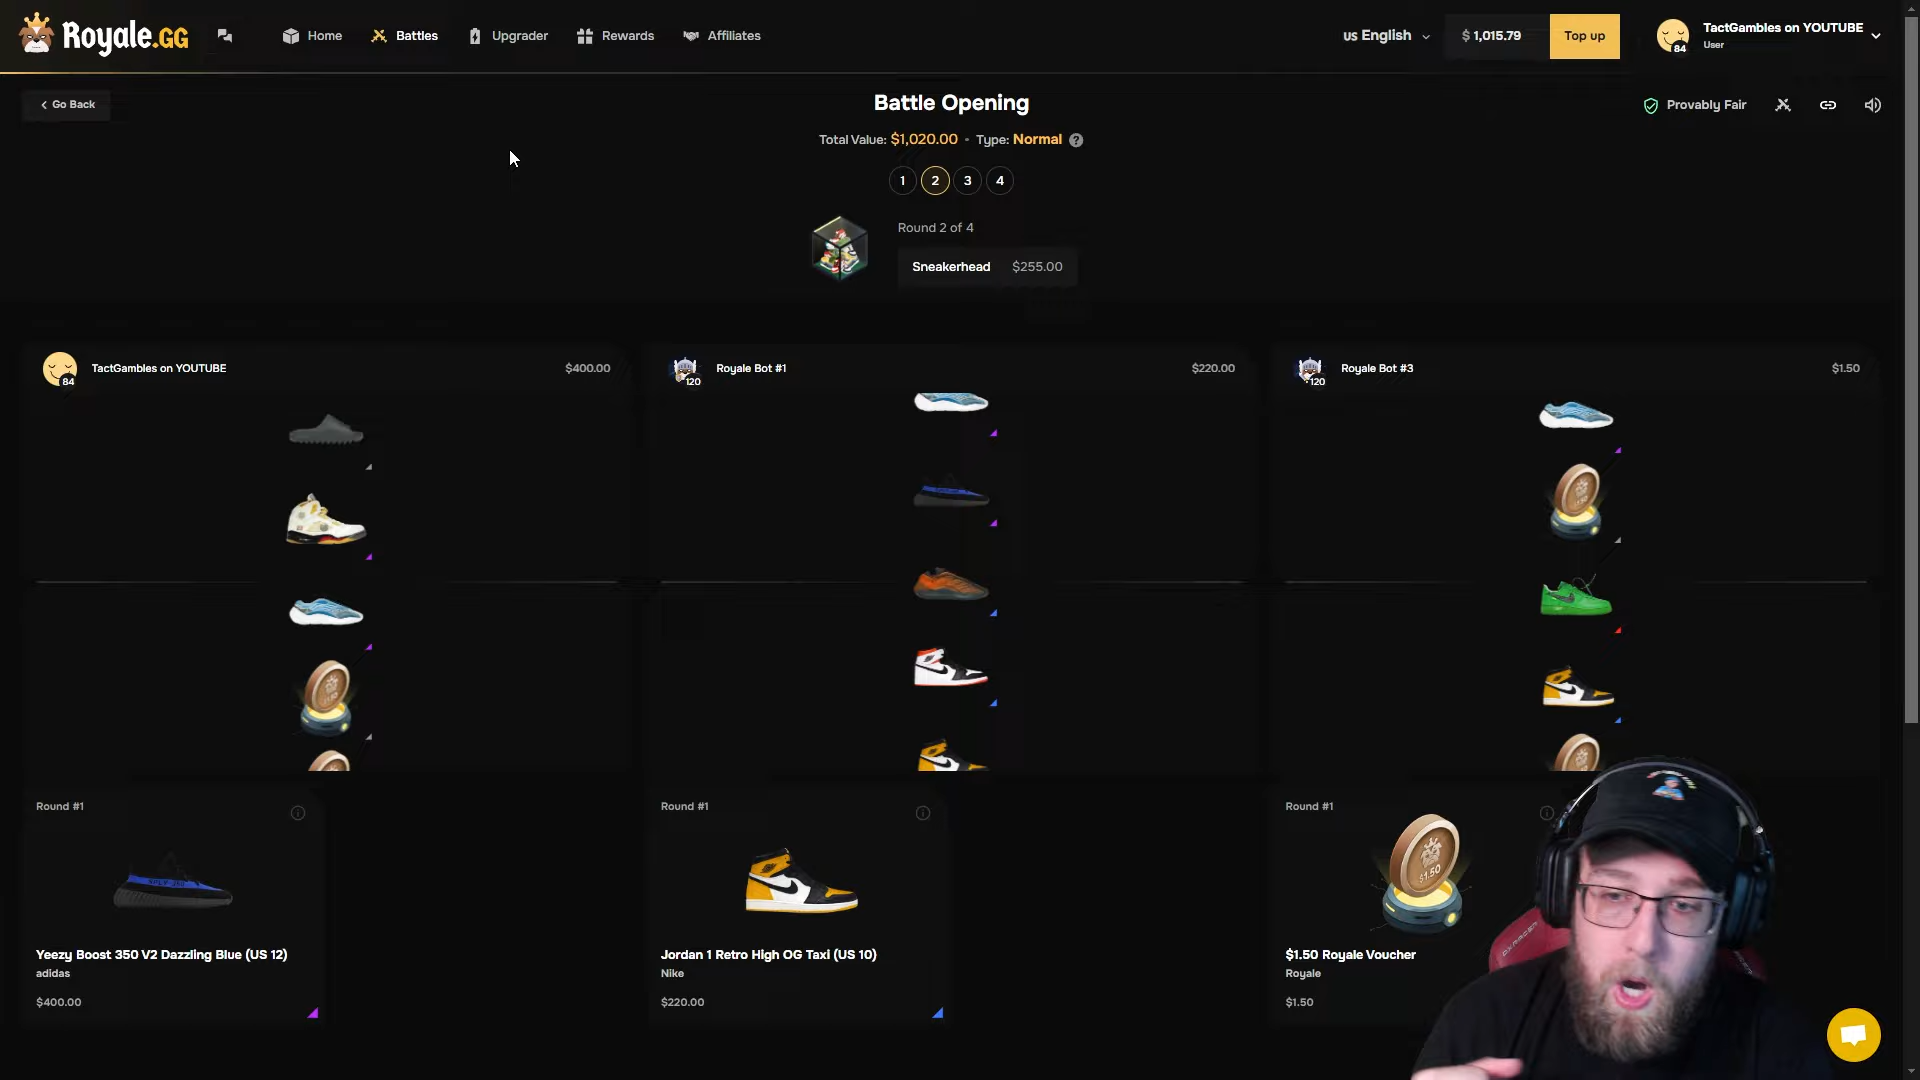 Royale.GG
Home
Battles
Upgrader
Rewards
Affiliates
us English
$ 1,015.79
Top up
TactGambles on YOUTUBE
User
84
Go Back
Battle Opening
Provably Fair
Total Value: $1,020.00 • Type: Normal ?
1 2 3 4
Round 2 of 4
Sneakerhead $255.00
TactGambles on YOUTUBE
84
$400.00
Royale Bot #1
120
$220.00
Royale Bot #3
120
$1.50
Round #1
Yeezy Boost 350 V2 Dazzling Blue (US 12)
adidas
$400.00
Round #1
Jordan 1 Retro High OG Taxi (US 10)
Nike
$220.00
Round #1
$1.50
$1.50 Royale Voucher
Royale
$1.50
DXRACER